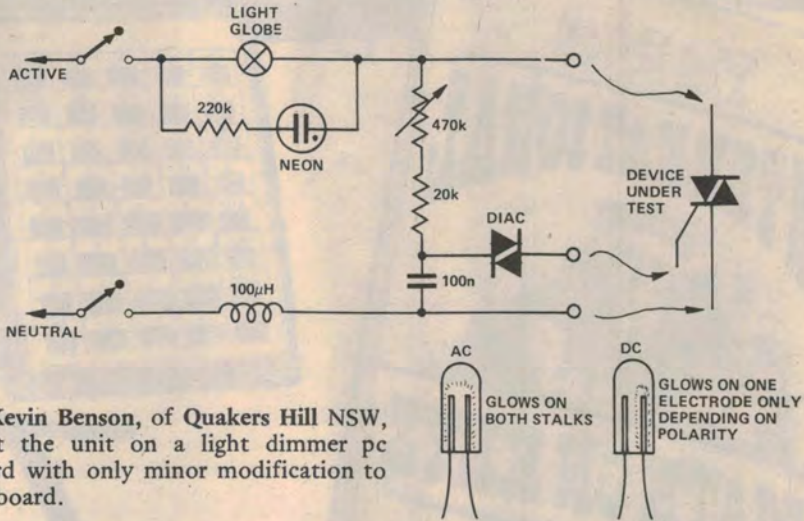 LIGHT
GLOBE
ACTIVE
220k
NEON
470k
20k
DIAC
DEVICE
UNDER
TEST
100n
100μH
NEUTRAL
AC
GLOWS ON
BOTH STALKS
DC
GLOWS ON ONE
ELECTRODE ONLY
DEPENDING ON
POLARITY
Kevin Benson, of Quakers Hill NSW,
the unit on a light dimmer pc
with only minor modification to
board.